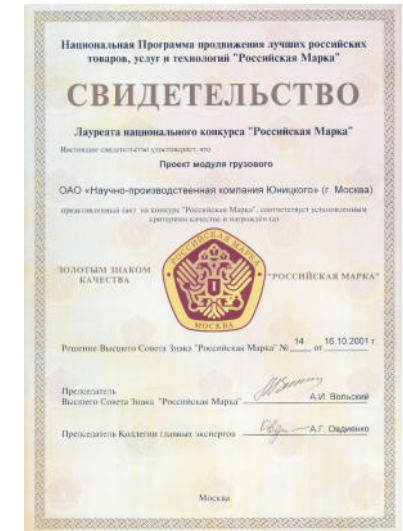 Национальная Программа продвижения лучших российских
товаров, услуг и технологий "Российская Марка"
СВИДЕТЕЛЬСТВО
Лауреата национального конкурса "Российская Марка"
Настоящее свидетельство удостоверяет, что
Проект модуля грузового
ОАО «Научно-производственная компания Юницкого» (г. Москва)
представленный (ая) на конкурс "Российская Марка", соответствует установленным
критериям качества и награждён (а)
РОССИЙСКАЯ МАРКА
ЗОЛОТЫМ ЗНАКОМ
КАЧЕСТВА
"РОССИЙСКАЯ МАРКА"
МОСКВА
Решение Высшего Совета Знака "Российская Марка" № 14 от 16.10.2001 г.
Председатель
Высшего Совета Знака "Российская Марка" А.И. Вольский
Председатель Коллегии главных экспертов А.Г. Овдиенко
Москва